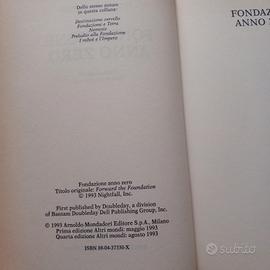 Dello stesso autore
in questa collana:
Destinazione cervello
Fondazione e Terra
Nemesis
Preludio alla Fondazione
I robot e l'Impero
Fondazione anno zero
Titolo originale: Forward the Foundation
© 1993 Nightfall, Inc.
First published by Doubleday, a division
of Bantam Doubleday Dell Publishing Group, Inc.
© 1993 Arnoldo Mondadori Editore S.p.A., Milano
Prima edizione Altri mondi: maggio 1993
Quarta edizione Altri mondi: agosto 1993
ISBN 88-04-37330-X
FONDAZ
ANNO
subito